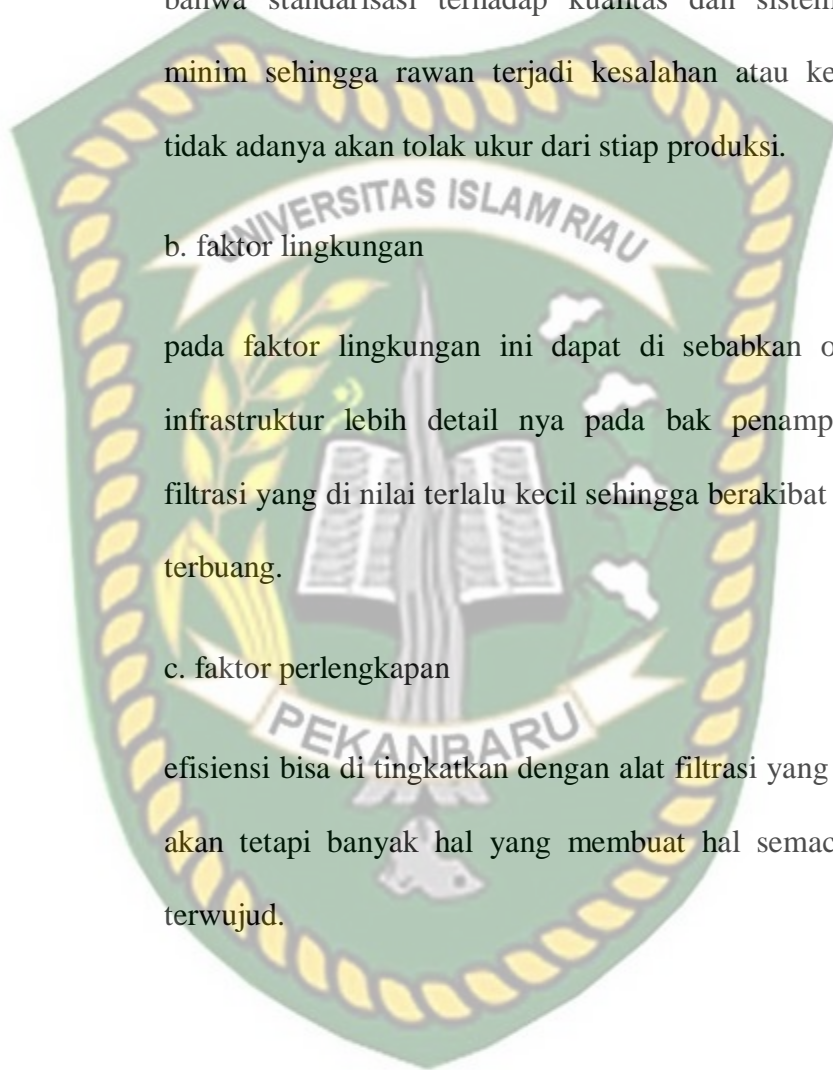 bahwa standarisasi terhadap kualitas dan sistem
minim sehingga rawan terjadi kesalahan atau ke
tidak adanya akan tolak ukur dari stiap produksi.
UNIVERSITAS ISLAM RIAU
b. faktor lingkungan
pada faktor lingkungan ini dapat di sebabkan o
infrastruktur lebih detail nya pada bak penamp
filtrasi yang di nilai terlalu kecil sehingga berakibat
terbuang.
c. faktor perlengkapan
PEKANBARU
efisiensi bisa di tingkatkan dengan alat filtrasi yang
akan tetapi banyak hal yang membuat hal semac
terwujud.